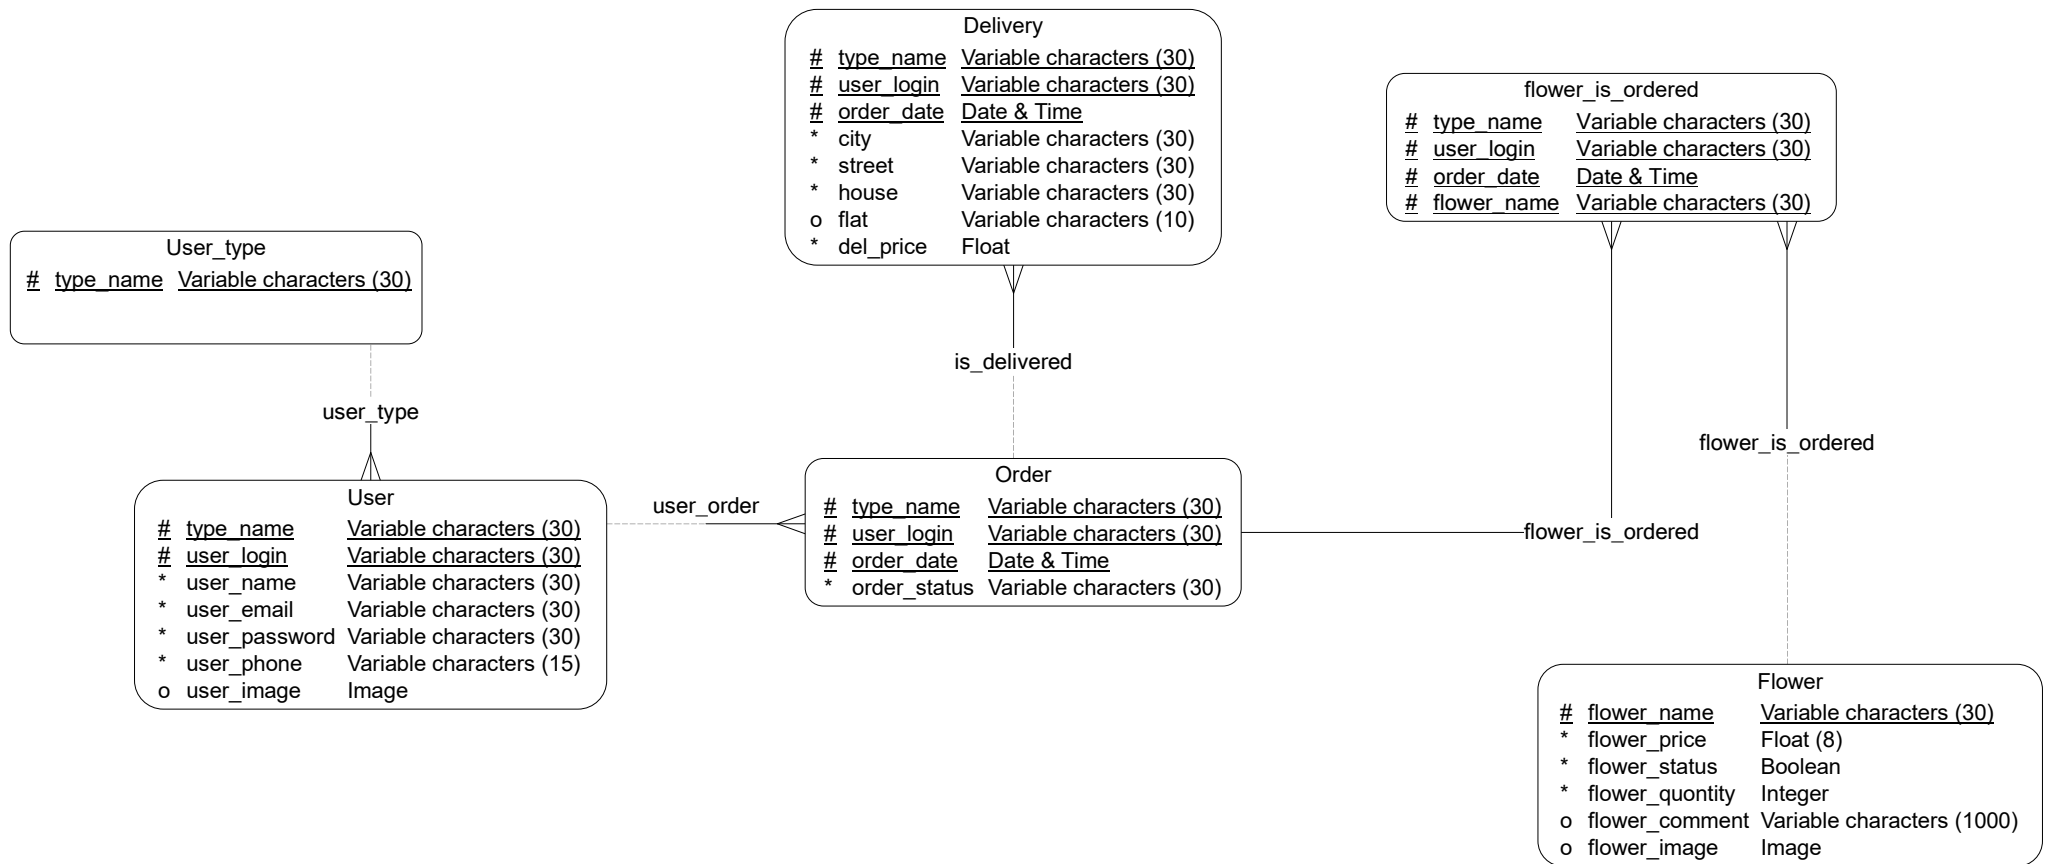 Delivery
# type_name Variable characters (30)
# user_login Variable characters (30)
# order_date Date & Time
* city Variable characters (30)
* street Variable characters (30)
* house Variable characters (30)
o flat Variable characters (10)
* del_price Float
flower_is_ordered
# type_name Variable characters (30)
# user_login Variable characters (30)
# order_date Date & Time
# flower_name Variable characters (30)
User_type
# type_name Variable characters (30)
is_delivered
user_type
flower_is_ordered
User
# type_name Variable characters (30)
# user_login Variable characters (30)
* user_name Variable characters (30)
* user_email Variable characters (30)
* user_password Variable characters (30)
* user_phone Variable characters (15)
o user_image Image
user_order
Order
# type_name Variable characters (30)
# user_login Variable characters (30)
# order_date Date & Time
* order_status Variable characters (30)
flower_is_ordered
Flower
# flower_name Variable characters (30)
* flower_price Float (8)
* flower_status Boolean
* flower_quontity Integer
o flower_comment Variable characters (1000)
o flower_image Image